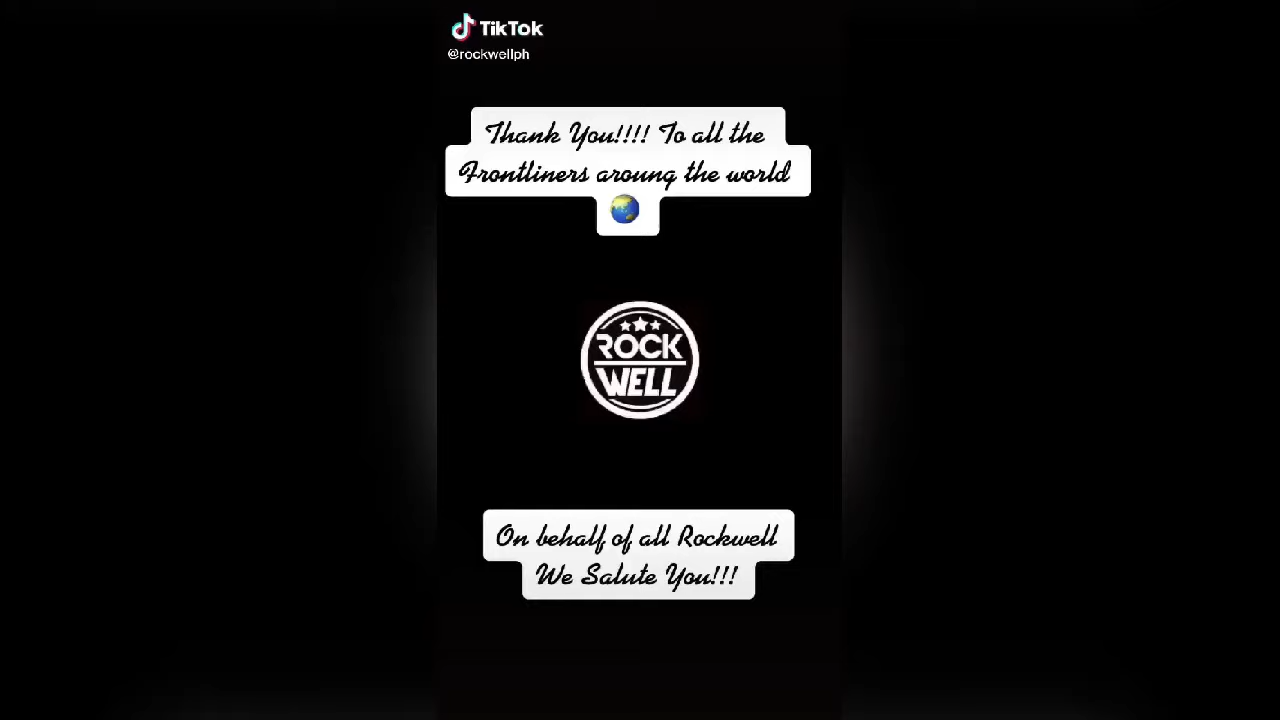 TikTok
@rockwellph
Thank You!!!! To all the
Frontliners aroung the world
🌏
ROCK
WELL
On behalf of all Rockwell
We Salute You!!!